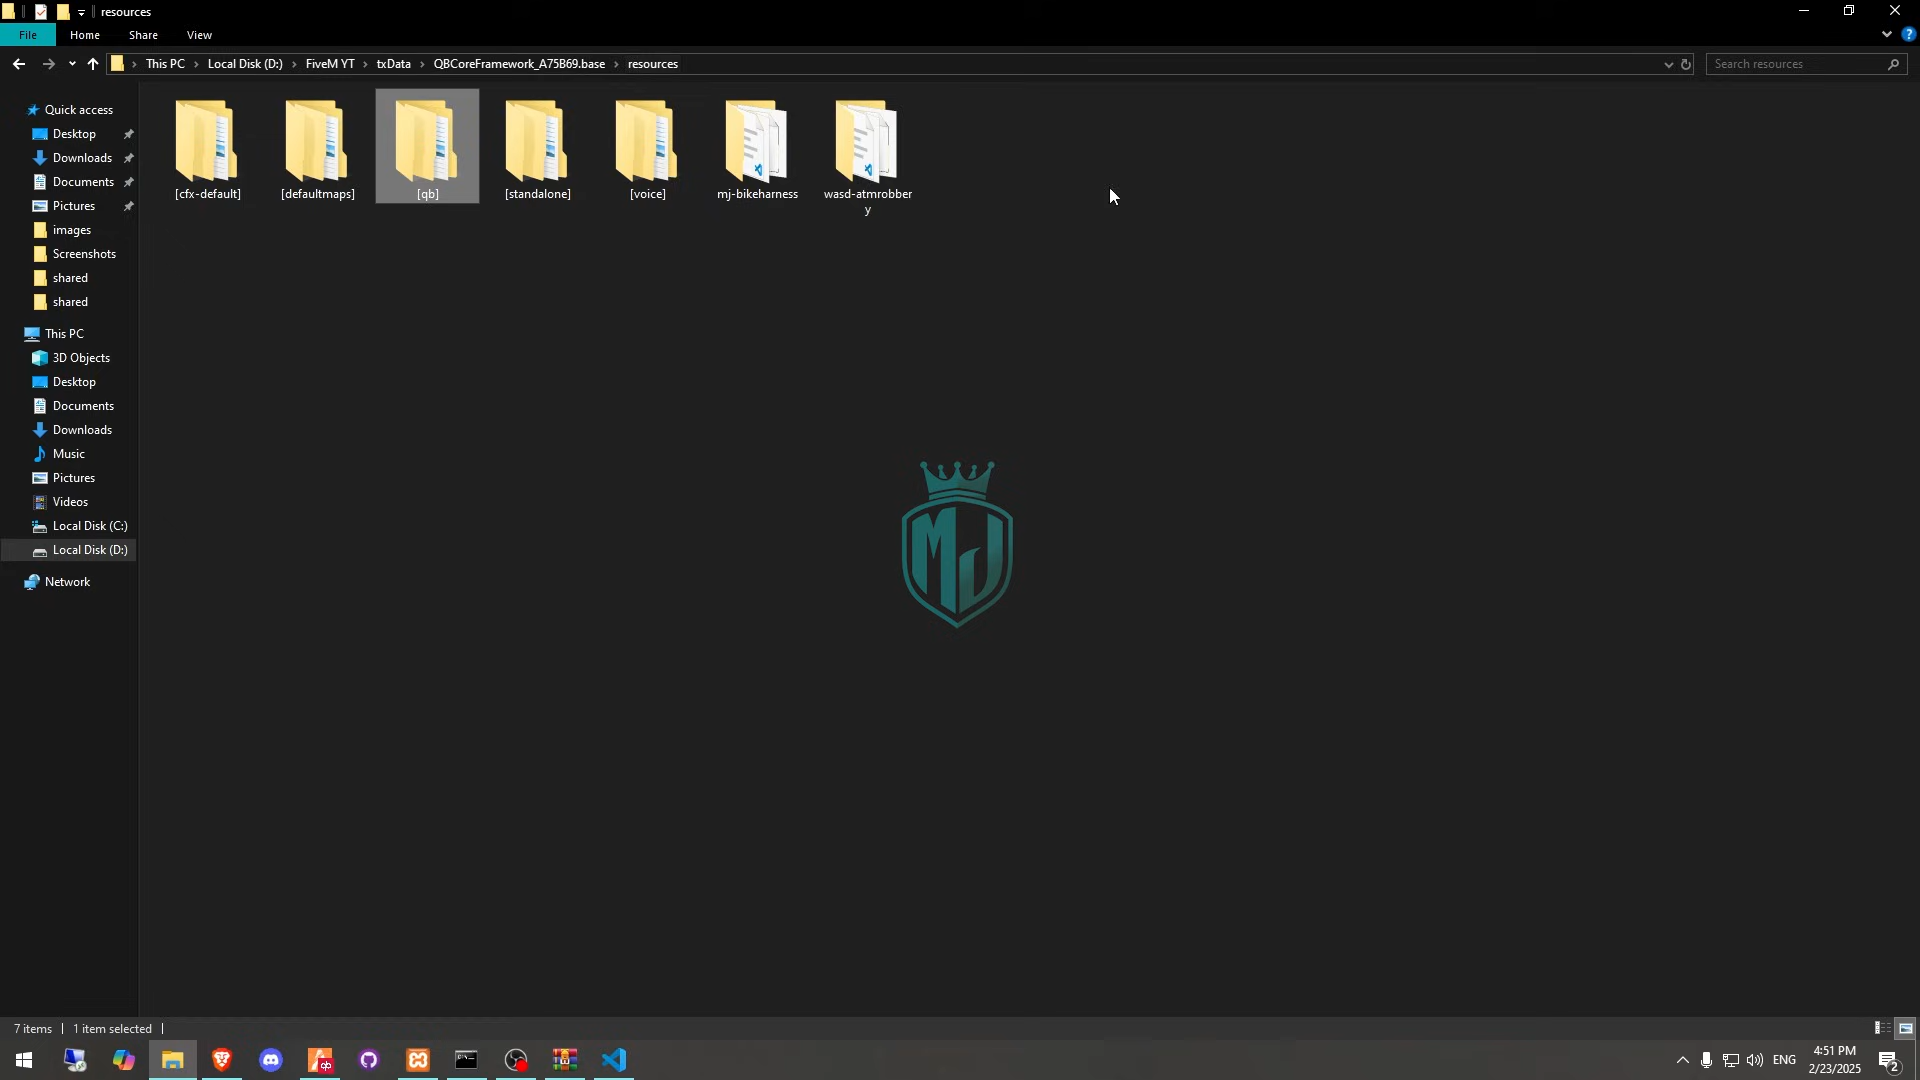 resources
File
Home
Share
View
This PC
Local Disk (D:)
FiveM YT
txData
QBCoreFramework_A75B69.base
resources
Search resources
Quick access
Desktop
Downloads
Documents
Pictures
images
Screenshots
shared
shared
This PC
3D Objects
Desktop
Documents
Downloads
Music
Pictures
Videos
Local Disk (C:)
Local Disk (D:)
Network
[cfx-default]
[defaultmaps]
[qb]
[standalone]
[voice]
mj-bikeharness
wasd-atmrobber
y
MJ
7 items
1 item selected
ENG
4:51 PM
2/23/2025
2